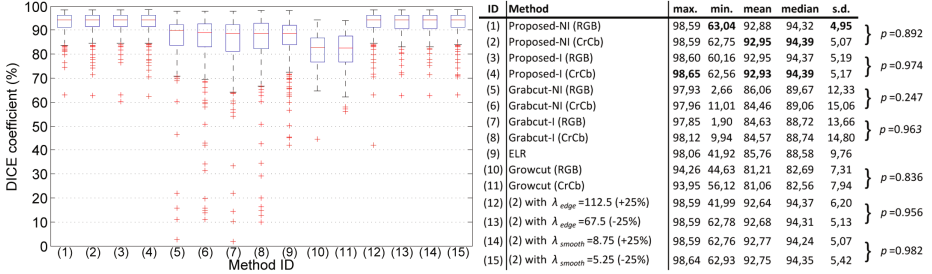 DICE coefficient (%)
100
90
80
70
60
50
40
30
20
10
0
(1) (2) (3) (4) (5) (6) (7) (8) (9) (10) (11) (12) (13) (14) (15)
Method ID
ID Method max. min. mean median s.d.
(1) Proposed-NI (RGB) 98,59 63,04 92,88 94,32 4,95
(2) Proposed-NI (CrCb) 98,59 62,75 92,95 94,39 5,07
} p =0.892
(3) Proposed-I (RGB) 98,60 60,16 92,95 94,37 5,19
(4) Proposed-I (CrCb) 98,65 62,56 92,93 94,39 5,17
} p =0.974
(5) Grabcut-NI (RGB) 97,93 2,66 86,06 89,67 12,33
(6) Grabcut-NI (CrCb) 97,96 11,01 84,46 89,06 15,06
} p =0.247
(7) Grabcut-I (RGB) 97,85 1,90 84,63 88,72 13,66
(8) Grabcut-I (CrCb) 98,12 9,94 84,57 88,74 14,80
} p =0.963
(9) ELR 98,06 41,92 85,76 88,58 9,76
(10) Growcut (RGB) 94,26 44,63 81,21 82,69 7,31
(11) Growcut (CrCb) 93,95 56,12 81,06 82,56 7,94
} p =0.836
(12) (2) with λ edge =112.5 (+25%) 98,59 41,99 92,64 94,37 6,20
(13) (2) with λ edge =67.5 (-25%) 98,59 62,78 92,68 94,31 5,13
} p =0.956
(14) (2) with λ smooth =8.75 (+25%) 98,59 62,76 92,77 94,24 5,07
(15) (2) with λ smooth =5.25 (-25%) 98,64 62,93 92,75 94,35 5,42
} p =0.982